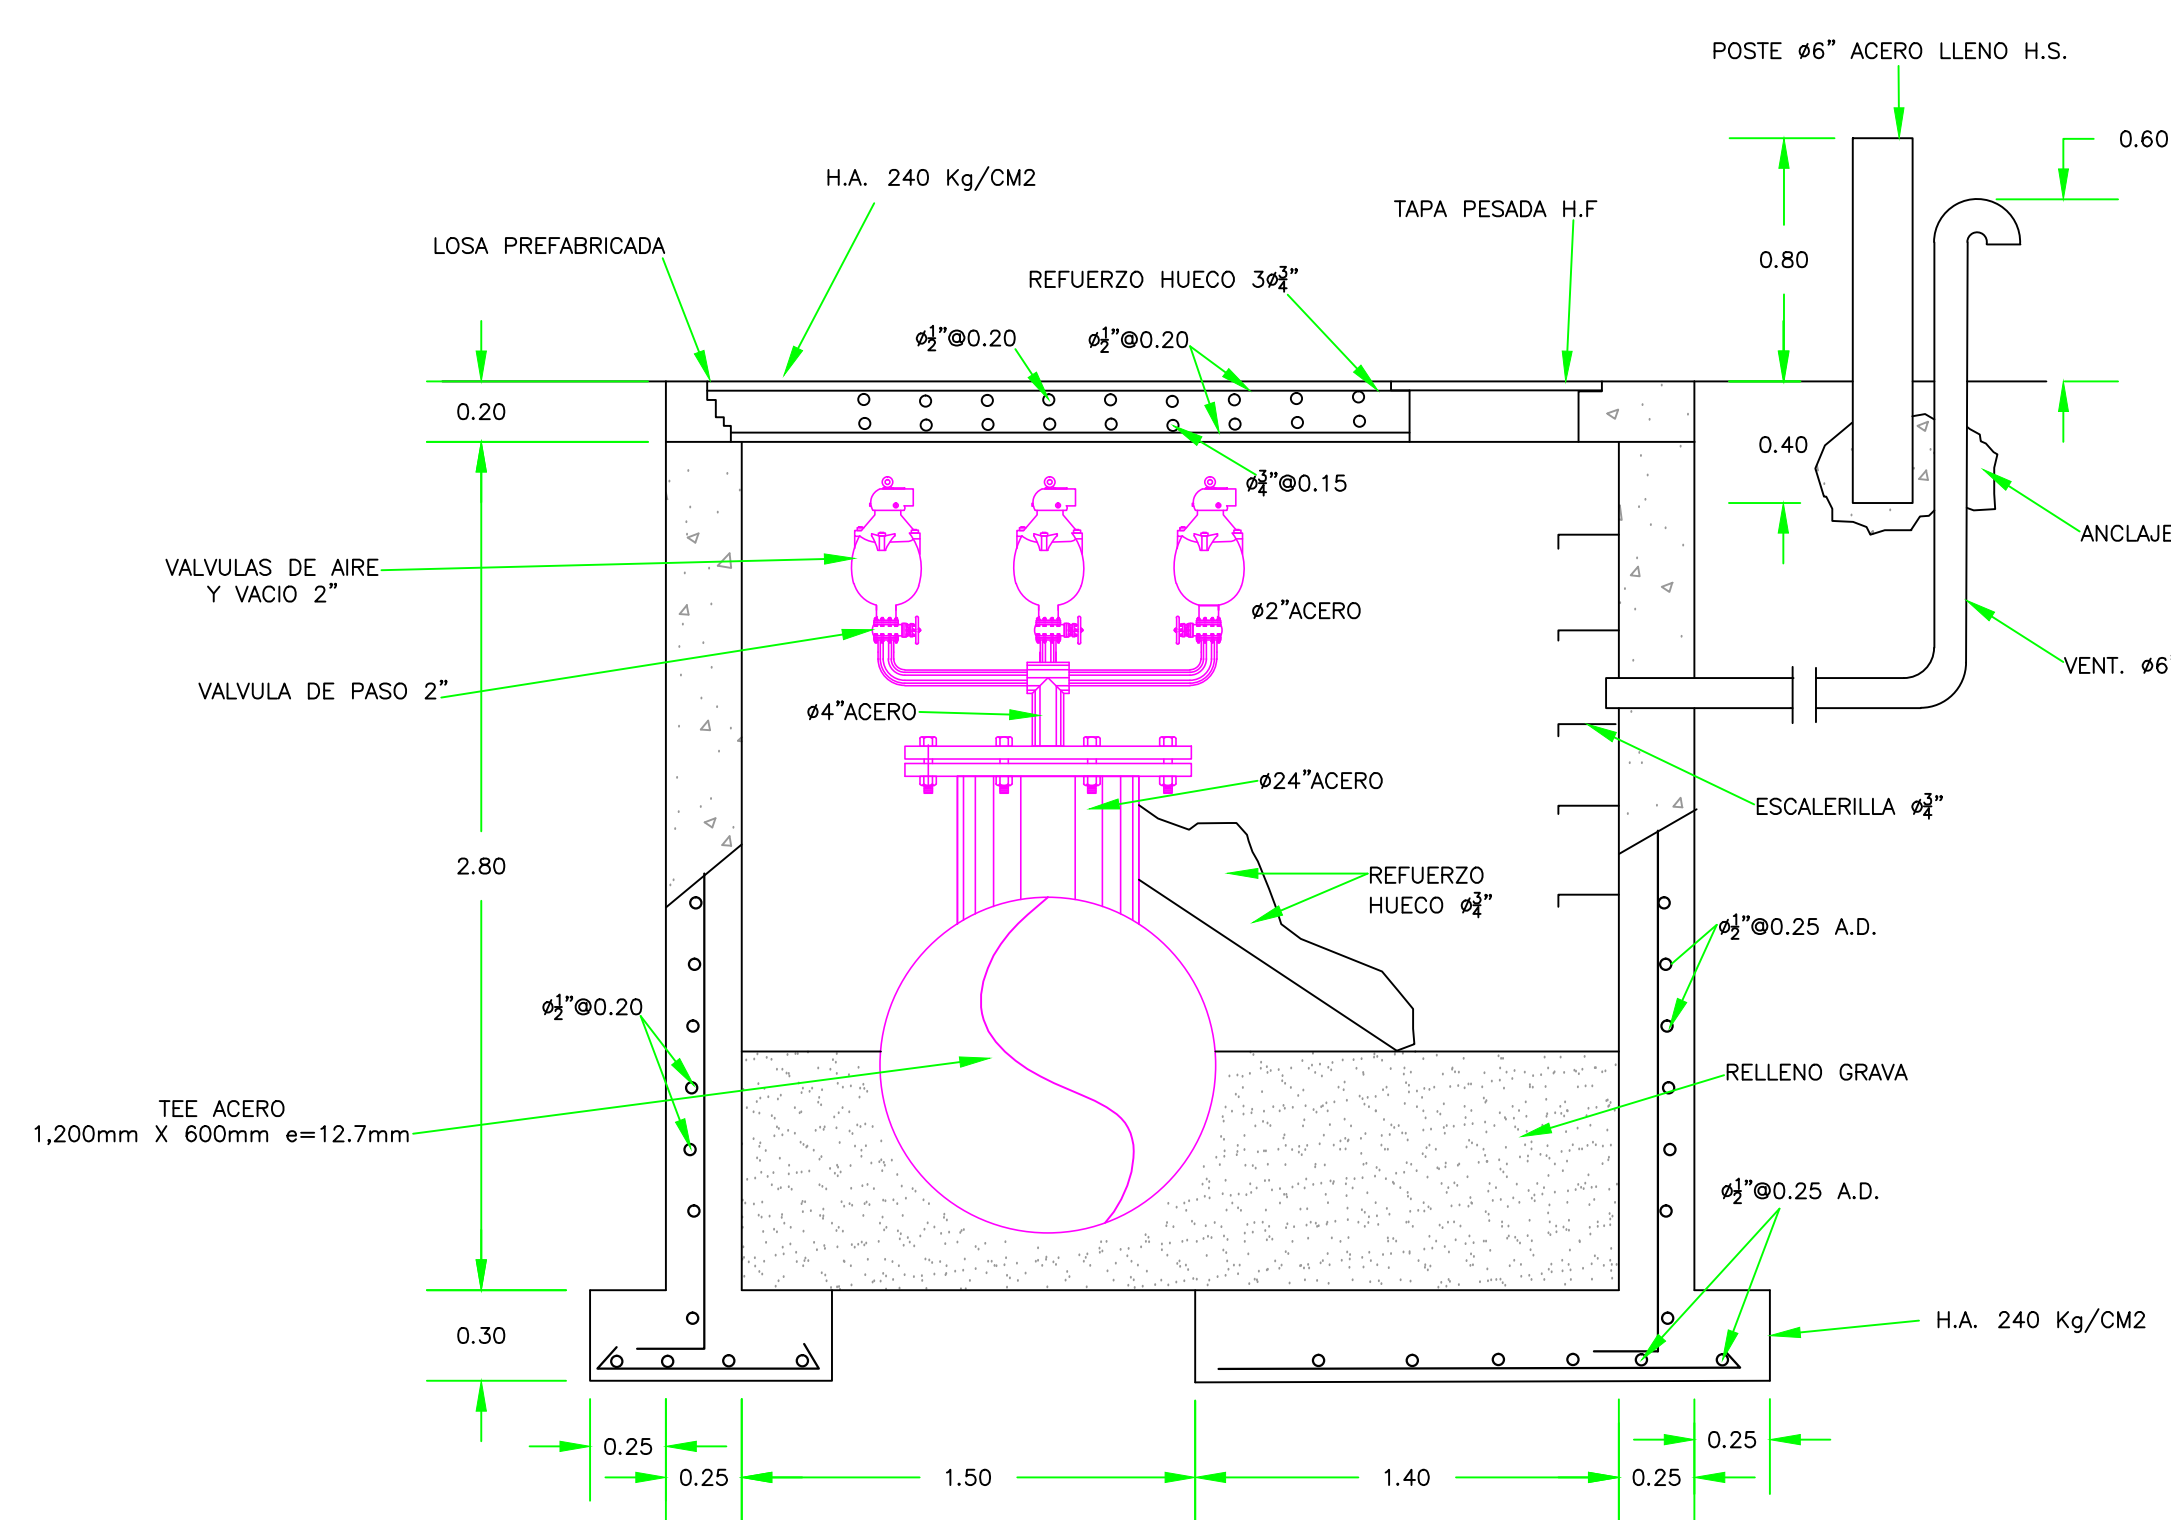 POSTE ø6" ACERO LLENO H.S.
0.60
H.A. 240 Kg/CM2
TAPA PESADA H.F
LOSA PREFABRICADA
0.80
REFUERZO HUECO 3ø3/4"
ø1/2"@0.20
ø1/2"@0.20
0.20
0.40
ø3/4"@0.15
ANCLAJE
VALVULAS DE AIRE
Y VACIO 2"
ø2"ACERO
VENT. ø6"
VALVULA DE PASO 2"
ø4"ACERO
ø24"ACERO
ESCALERILLA ø3/4"
2.80
REFUERZO
HUECO ø3/4"
ø1/2"@0.25 A.D.
ø1/2"@0.20
RELLENO GRAVA
TEE ACERO
1,200mm X 600mm e=12.7mm
ø1/2"@0.25 A.D.
H.A. 240 Kg/CM2
0.30
0.25
0.25
0.25
1.50
1.40
0.25